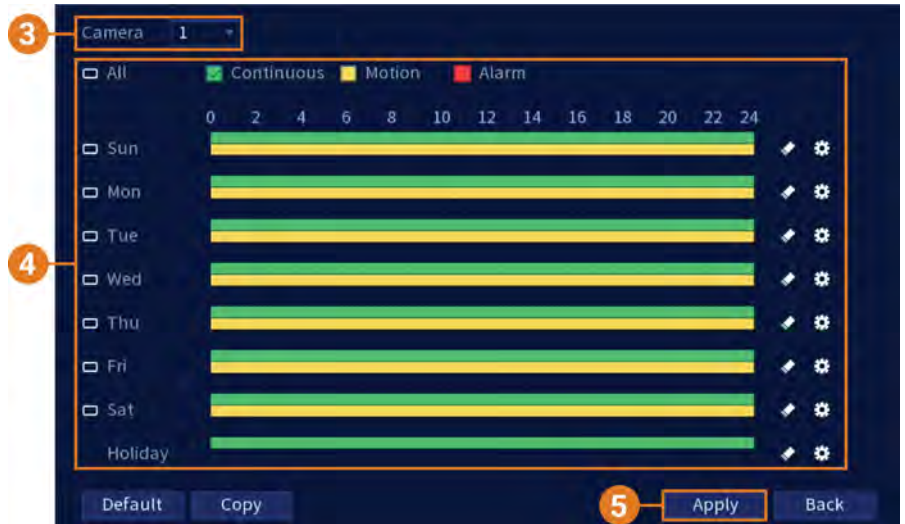 3 Camera 1
All Continuous Motion Alarm
0 2 4 6 8 10 12 14 16 18 20 22 24
Sun
Mon
Tue
4
Wed
Thu
Fri
Sat
Holiday
Default Copy 5 Apply Back